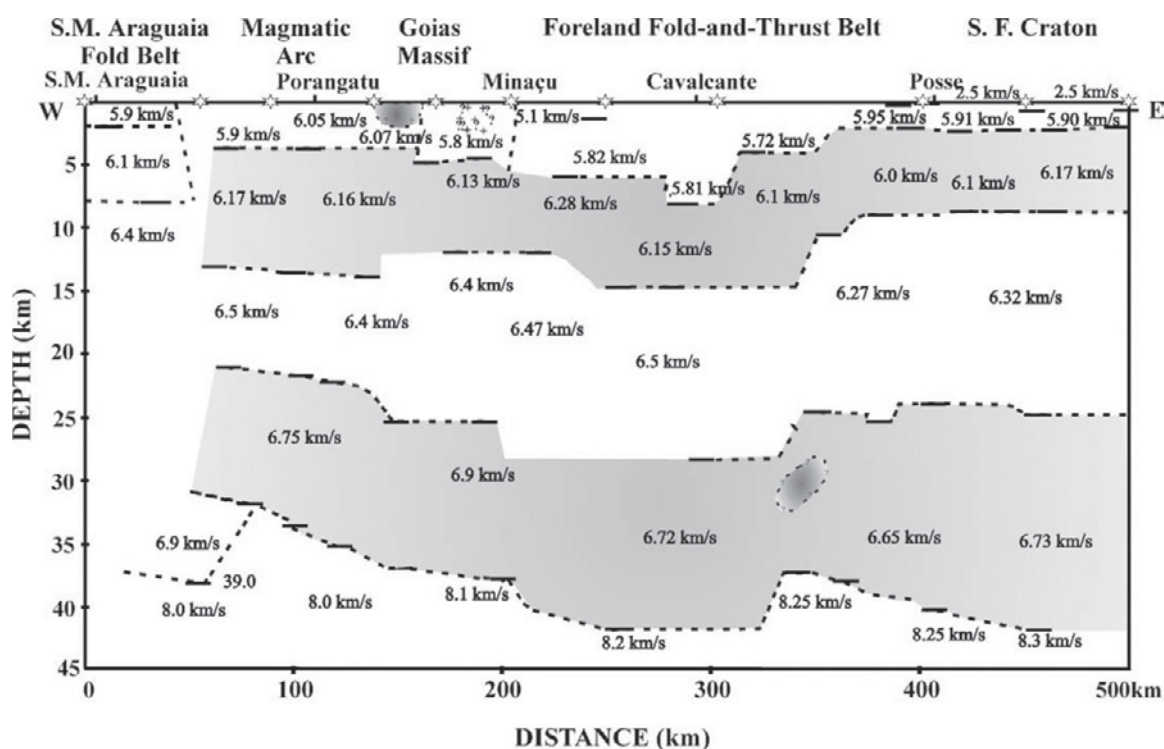 S.M. Araguaia Fold Belt
Magmatic Arc
Goias Massif
Foreland Fold-and-Thrust Belt
S. F. Craton
S.M. Araguaia
Porangatu
Minaçu
Cavalcante
Posse
W
E
2.5 km/s
2.5 km/s
5.9 km/s
6.05 km/s
5.1 km/s
5.95 km/s
5.91 km/s
5.90 km/s
5.9 km/s
6.07 km/s
5.8 km/s
5.72 km/s
6.1 km/s
5.82 km/s
6.13 km/s
5.81 km/s
6.0 km/s
6.17 km/s
6.17 km/s
6.16 km/s
6.28 km/s
6.1 km/s
6.1 km/s
6.4 km/s
6.15 km/s
6.4 km/s
6.27 km/s
6.32 km/s
6.5 km/s
6.4 km/s
6.47 km/s
6.5 km/s
6.75 km/s
6.9 km/s
6.72 km/s
6.65 km/s
6.73 km/s
6.9 km/s
39.0
8.0 km/s
8.0 km/s
8.1 km/s
8.25 km/s
8.2 km/s
8.25 km/s
8.3 km/s
DEPTH (km)
5
10
15
20
25
30
35
40
45
0
100
200
300
400
500km
DISTANCE (km)